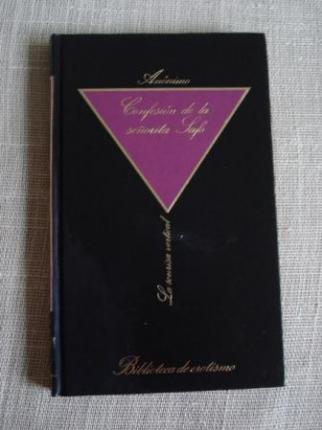 Anónimo
Confesión de la
señorita Safo
La sonrisa vertical
Biblioteca de erotismo